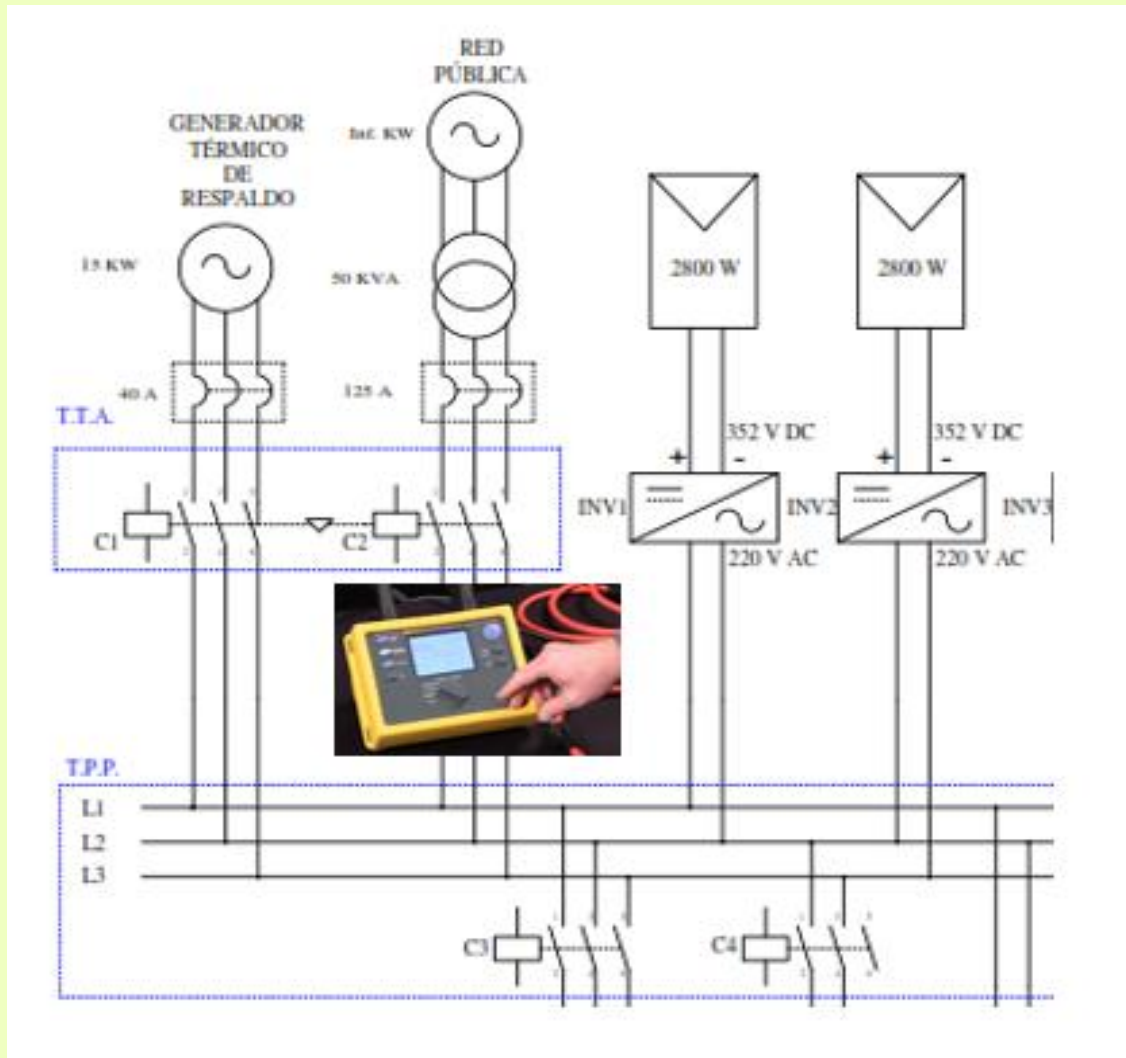 RED
PÚBLICA
Inf. KW
GENERADOR
TÉRMICO
DE
RESPALDO
15 KW
50 KVA
2800 W
2800 W
40 A
125 A
T.T.A.
352 V DC
352 V DC
+ -
+ -
C1
C2
INV1
INV2
INV3
220 V AC
220 V AC
T.P.P.
L1
L2
L3
C3
C4